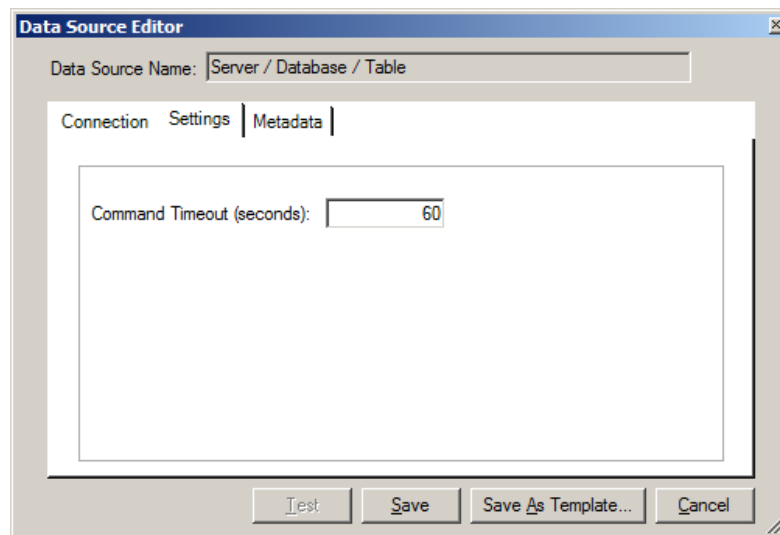 Data Source Editor
Data Source Name: Server / Database / Table
Connection Settings Metadata
Command Timeout (seconds): 60
Test Save Save As Template... Cancel